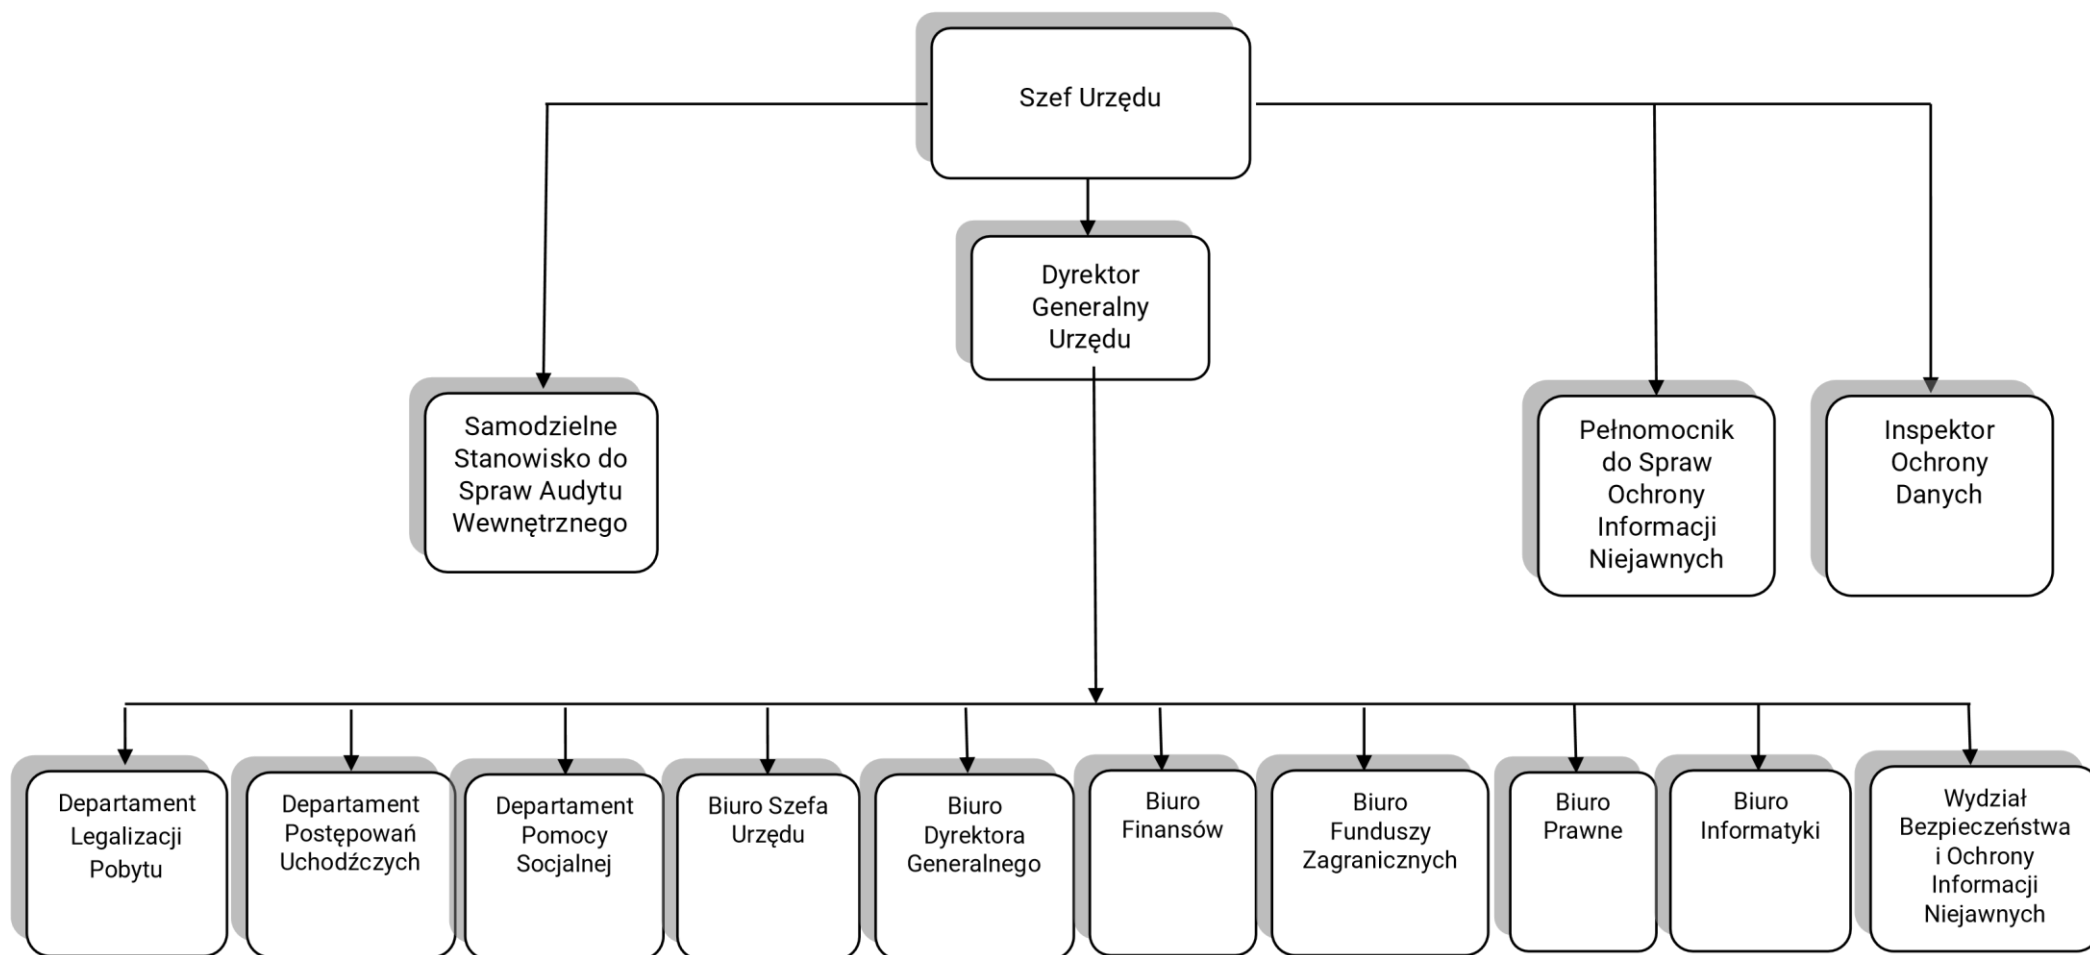 Szef Urzędu
Dyrektor
Generalny
Urzędu
Samodzielne
Stanowisko do
Spraw Audytu
Wewnętrznego
Pełnomocnik
do Spraw
Ochrony
Informacji
Niejawnych
Inspektor
Ochrony
Danych
Departament
Legalizacji
Pobytu
Departament
Postępowań
Uchodźczych
Departament
Pomocy
Socjalnej
Biuro Szefa
Urzędu
Biuro
Dyrektora
Generalnego
Biuro
Finansów
Biuro
Funduszy
Zagranicznych
Biuro
Prawne
Biuro
Informatyki
Wydział
Bezpieczeństwa
i Ochrony
Informacji
Niejawnych